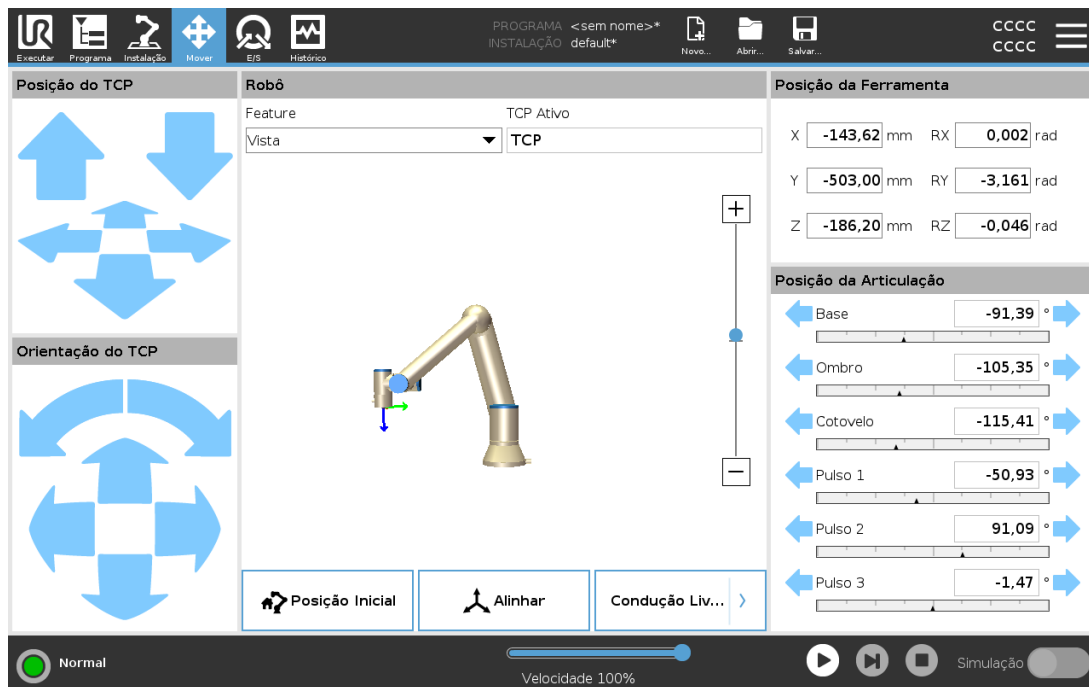 UR
PROGRAMA <sem nome>*
INSTALAÇÃO default*
CCCC
CCCC
Executar Programa Instalação Mover E/S Histórico Novo... Abrir... Salvar...
Posição do TCP
Robô
Posição da Ferramenta
Feature TCP Ativo
Vista TCP
X -143,62 mm RX 0,002 rad
Y -503,00 mm RY -3,161 rad
Z -186,20 mm RZ -0,046 rad
+
−
Posição da Articulação
Base -91,39 °
Ombro -105,35 °
Cotovelo -115,41 °
Pulso 1 -50,93 °
Pulso 2 91,09 °
Pulso 3 -1,47 °
Orientação do TCP
Posição Inicial Alinhar Condução Liv...
Normal
Velocidade 100%
Simulação